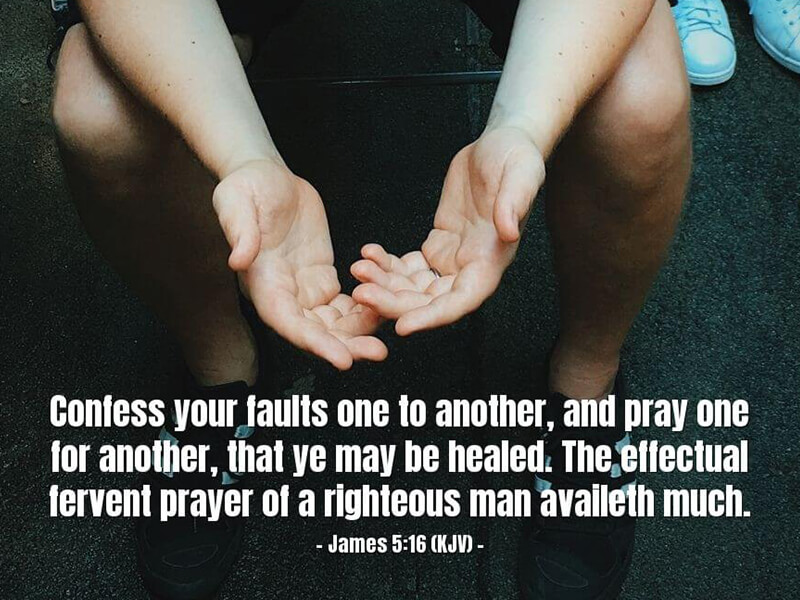 Confess your faults one to another, and pray one
for another, that ye may be healed. The effectual
fervent prayer of a righteous man availeth much.
- James 5:16 (KJV) -